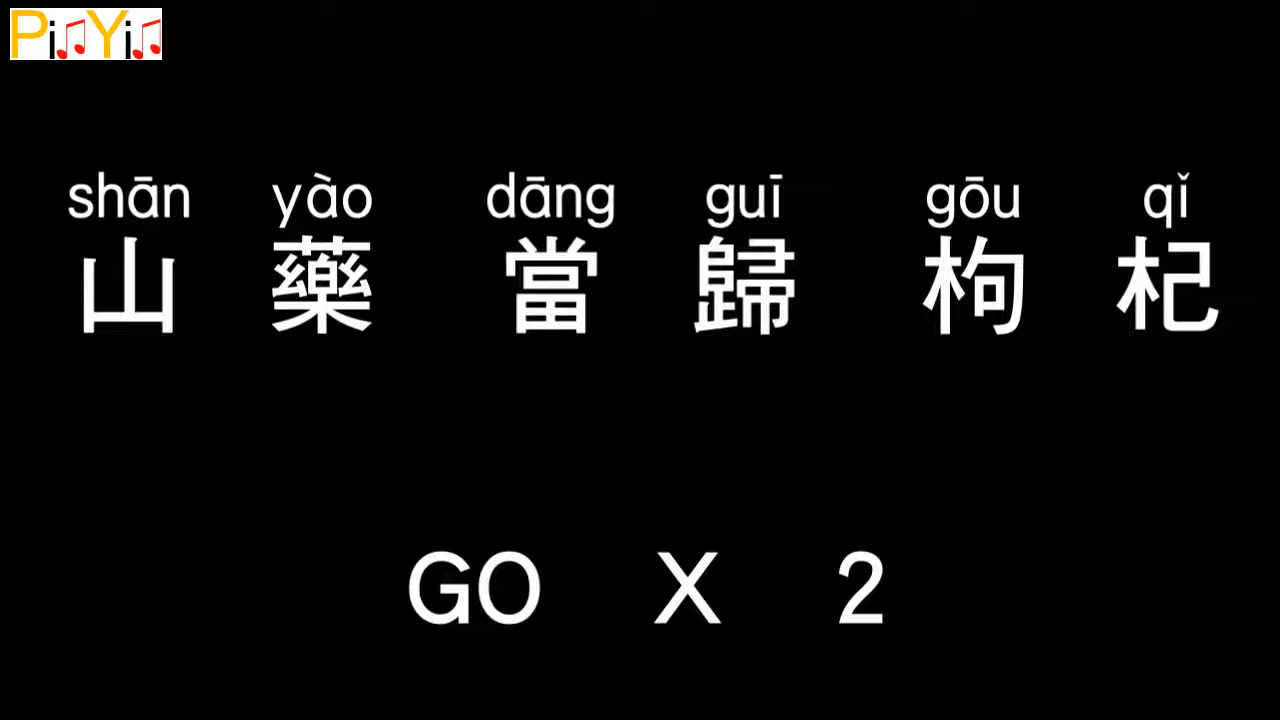 PinYin
shān yào dāng guī gōu qǐ
山 藥 當 歸 枸 杞
GO X 2